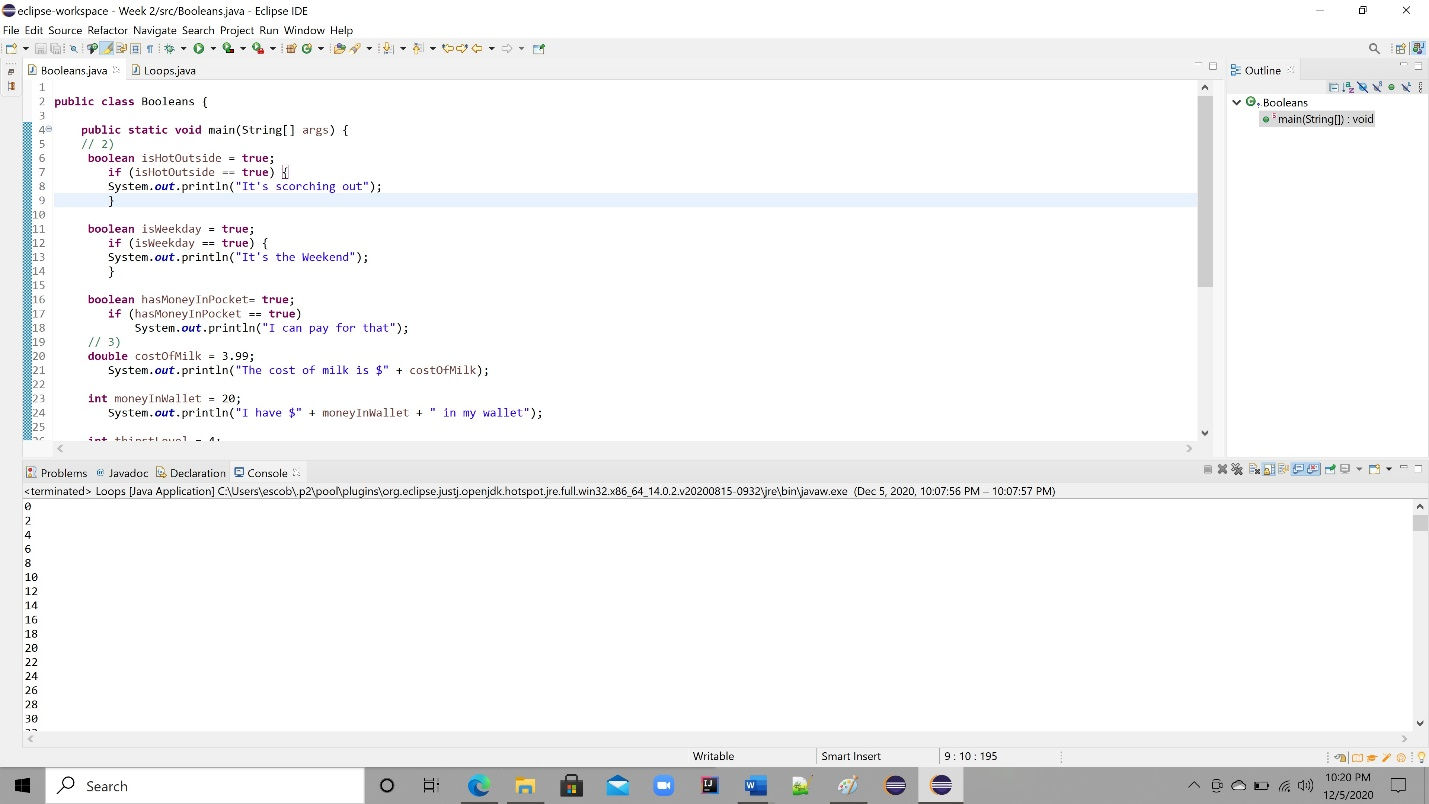 eclipse-workspace - Week 2/src/Booleans.java - Eclipse IDE
File Edit Source Refactor Navigate Search Project Run Window Help
Booleans.java Loops.java
1
2 public class Booleans {
3
4 public static void main(String[] args) {
5 // 2)
6 boolean isHotOutside = true;
7 if (isHotOutside == true) {
8 System.out.println("It's scorching out");
9 }
10
11 boolean isWeekday = true;
12 if (isWeekday == true) {
13 System.out.println("It's the Weekend");
14 }
15
16 boolean hasMoneyInPocket= true;
17 if (hasMoneyInPocket == true)
18 System.out.println("I can pay for that");
19 // 3)
20 double costOfMilk = 3.99;
21 System.out.println("The cost of milk is $" + costOfMilk);
22
23 int moneyInWallet = 20;
24 System.out.println("I have $" + moneyInWallet + " in my wallet");
25
26 int thirstLevel = 4;
Outline
Booleans
main(String[]) : void
Problems Javadoc Declaration Console
<terminated> Loops [Java Application] C:\Users\escob\.p2\pool\plugins\org.eclipse.justj.openjdk.hotspot.jre.full.win32.x86_64_14.0.2.v20200815-0932\jre\bin\javaw.exe (Dec 5, 2020, 10:07:56 PM – 10:07:57 PM)
0
2
4
6
8
10
12
14
16
18
20
22
24
26
28
30
32
Writable Smart Insert 9 : 10 : 195
Search
10:20 PM
12/5/2020